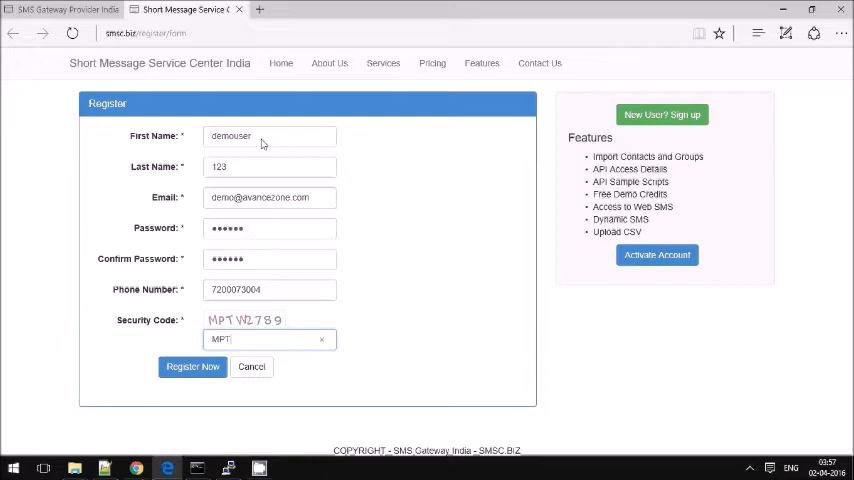 SMS Gateway Provider India
Short Message Service C
smsc.biz/register/form
Short Message Service Center India Home About Us Services Pricing Features Contact Us
Register
First Name: * demouser
Last Name: * 123
Email: * demo@avancezone.com
Password: * ●●●●●●
Confirm Password: * ●●●●●●
Phone Number: * 7200073004
Security Code: * MPTW2789
MPT
Register Now Cancel
New User? Sign up
Features
Import Contacts and Groups
API Access Details
API Sample Scripts
Free Demo Credits
Access to Web SMS
Dynamic SMS
Upload CSV
Activate Account
COPYRIGHT - SMS Gateway India - SMSC.BIZ
ENG
03:57
02-04-2016